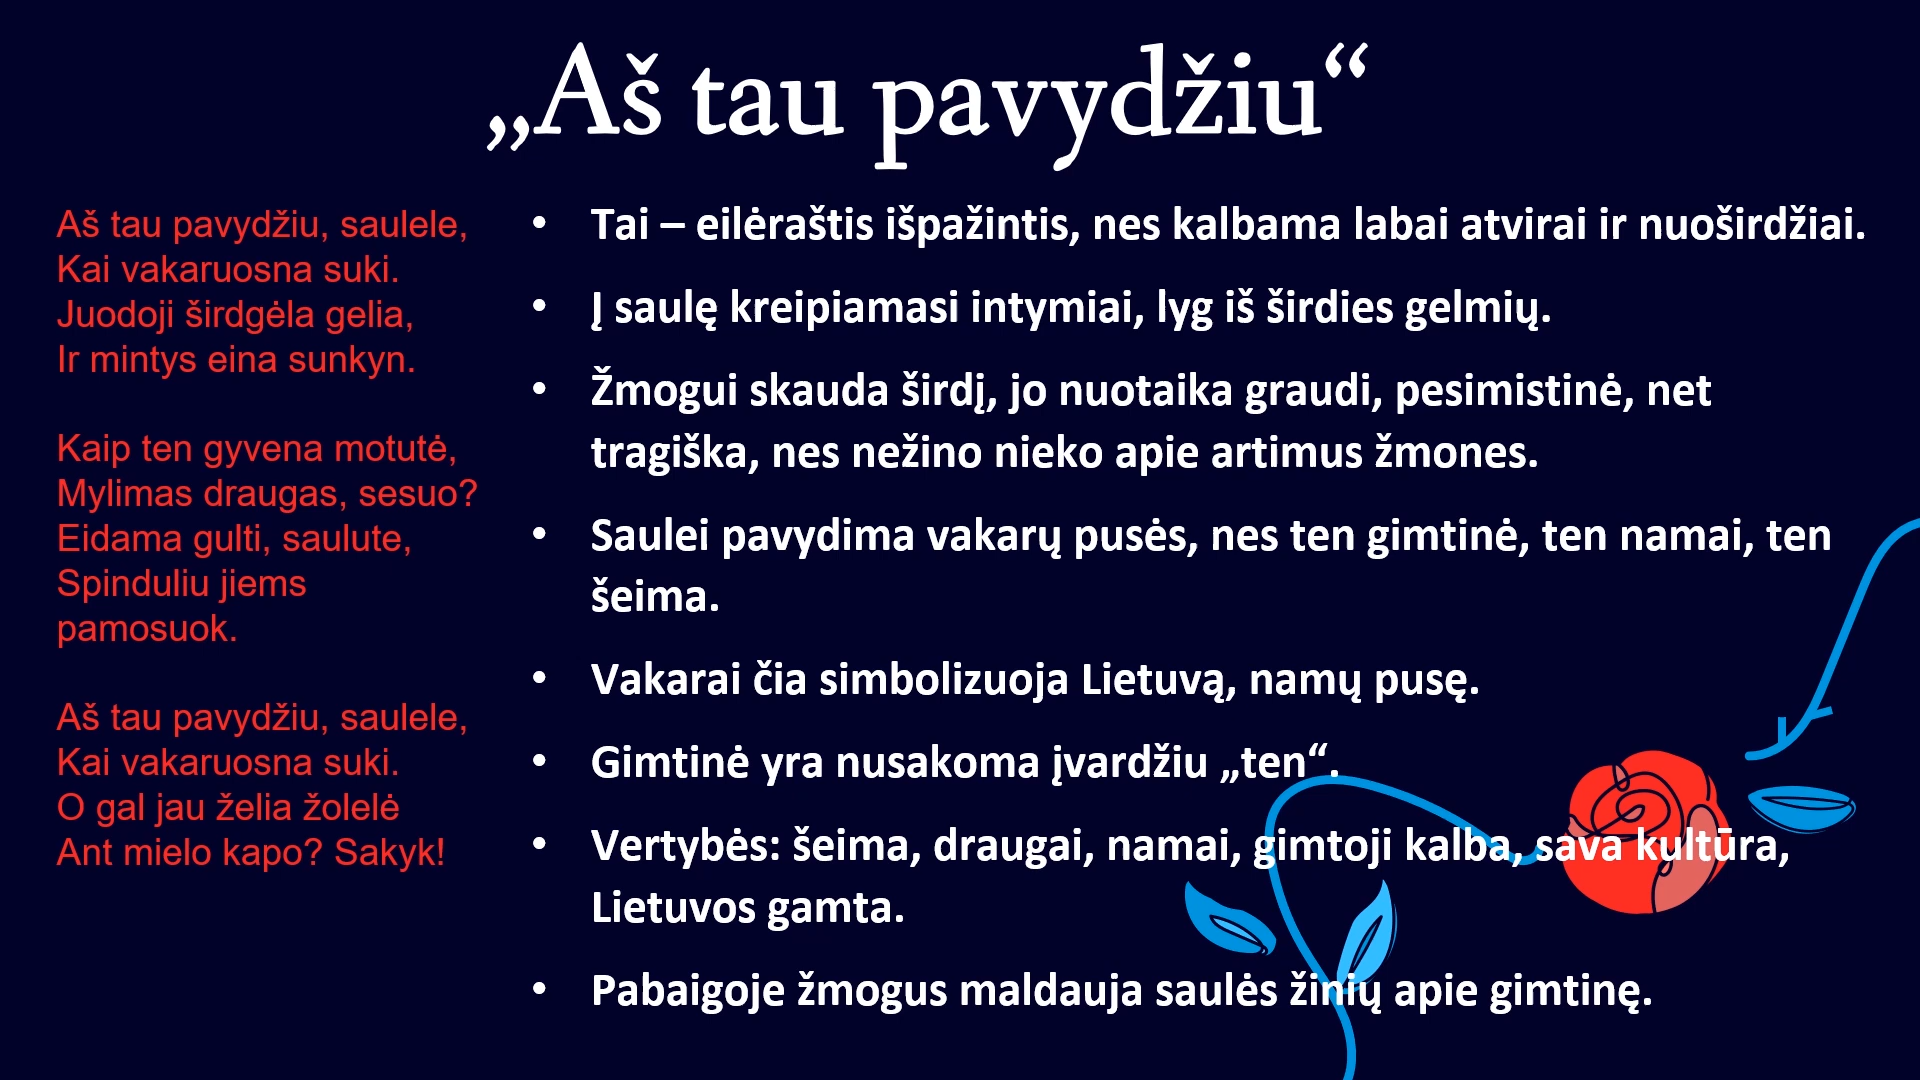 „Aš tau pavydžiu“
Aš tau pavydžiu, saulele,
Kai vakaruosna suki.
Juodoji širdgėla gelia,
Ir mintys eina sunkyn.
Kaip ten gyvena motutė,
Mylimas draugas, sesuo?
Eidama gulti, saulute,
Spinduliu jiems
pamosuok.
Aš tau pavydžiu, saulele,
Kai vakaruosna suki.
O gal jau želia žolelė
Ant mielo kapo? Sakyk!
• Tai – eilėraštis išpažintis, nes kalbama labai atvirai ir nuoširdžiai.
• Į saulę kreipiamasi intymiai, lyg iš širdies gelmių.
• Žmogui skauda širdį, jo nuotaika graudi, pesimistinė, net
tragiška, nes nežino nieko apie artimus žmones.
• Saulei pavydima vakarų pusės, nes ten gimtinė, ten namai, ten
šeima.
• Vakarai čia simbolizuoja Lietuvą, namų pusę.
• Gimtinė yra nusakoma įvardžiu „ten“.
• Vertybės: šeima, draugai, namai, gimtoji kalba, sava kultūra,
Lietuvos gamta.
• Pabaigoje žmogus maldauja saulės žinių apie gimtinę.